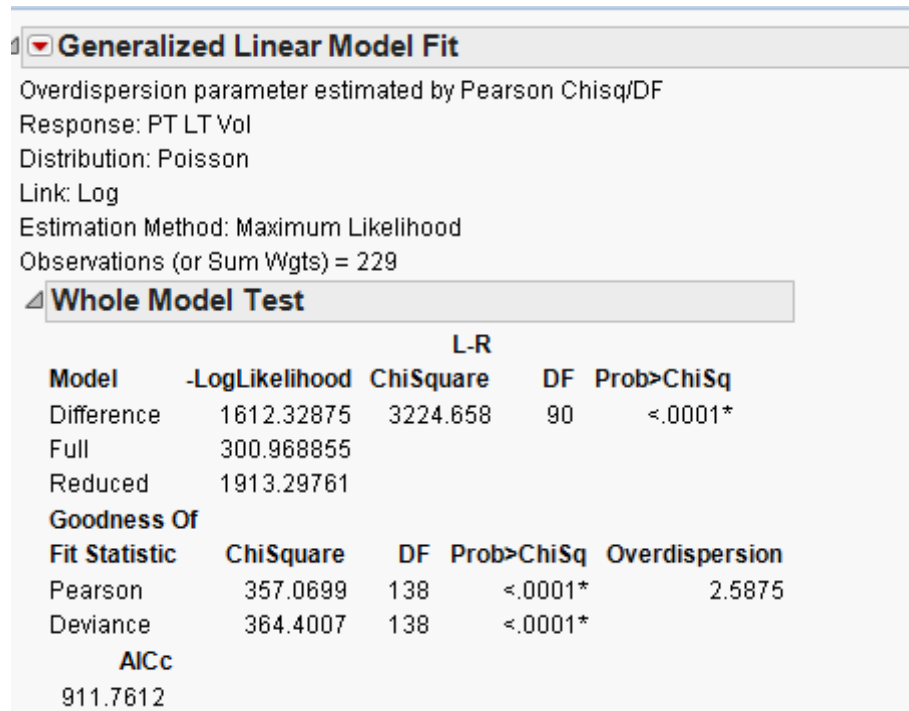 Generalized Linear Model Fit
Overdispersion parameter estimated by Pearson Chisq/DF
Response: PT LT Vol
Distribution: Poisson
Link: Log
Estimation Method: Maximum Likelihood
Observations (or Sum Wgts) = 229
Whole Model Test
L-R
Model -LogLikelihood ChiSquare DF Prob>ChiSq
Difference 1612.32875 3224.658 90 <.0001*
Full 300.968855
Reduced 1913.29761
Goodness Of
Fit Statistic ChiSquare DF Prob>ChiSq Overdispersion
Pearson 357.0699 138 <.0001* 2.5875
Deviance 364.4007 138 <.0001*
AICc
911.7612